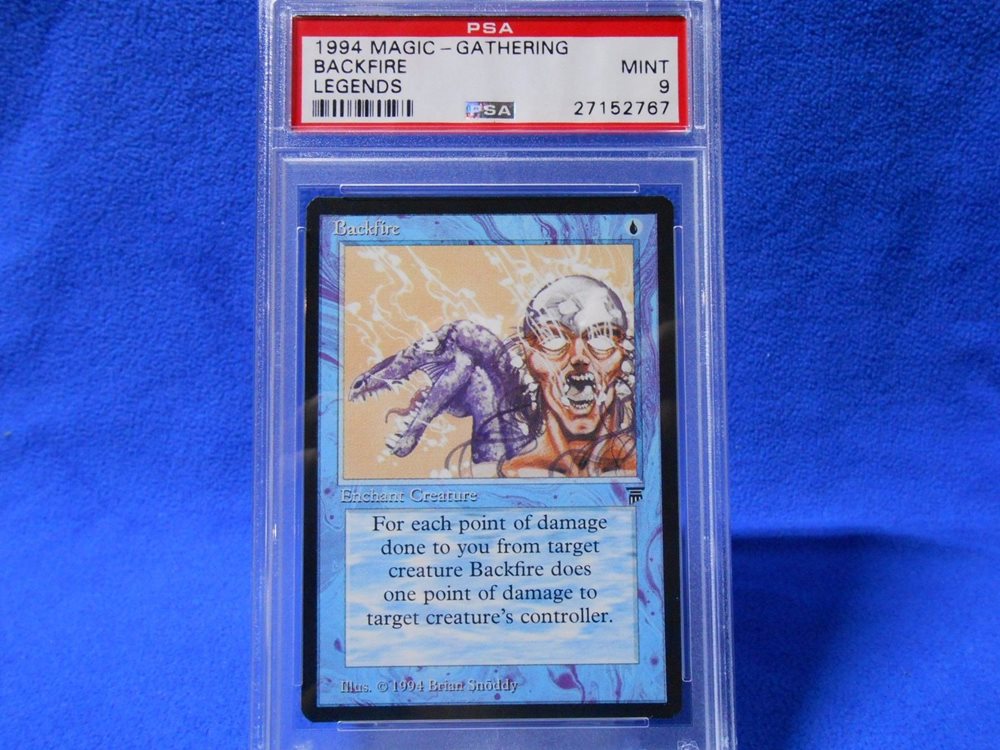 PSA
1994 MAGIC - GATHERING
BACKFIRE MINT
LEGENDS 9
PSA 27152767
Backfire
Enchant Creature
For each point of damage
done to you from target
creature Backfire does
one point of damage to
target creature's controller.
Illus. © 1994 Brian Snöddy